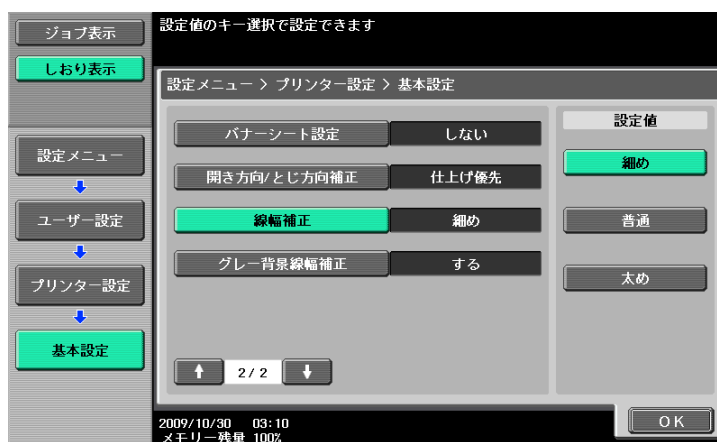 ジョブ表示
しおり表示
設定メニュー
ユーザー設定
プリンター設定
基本設定
設定値のキー選択で設定できます
設定メニュー > プリンター設定 > 基本設定
バナーシート設定 しない
開き方向/とじ方向補正 仕上げ優先
線幅補正 細め
グレー背景線幅補正 する
2/2
設定値
細め
普通
太め
2009/10/30 03:10
メモリー残量 100%
OK